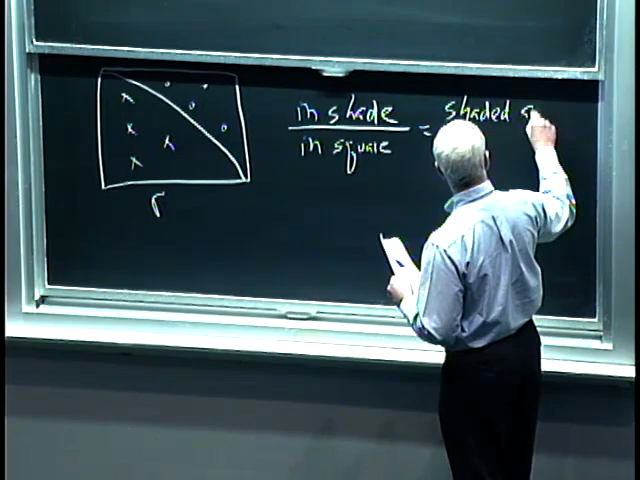 in shade
in square
=
shaded a
r